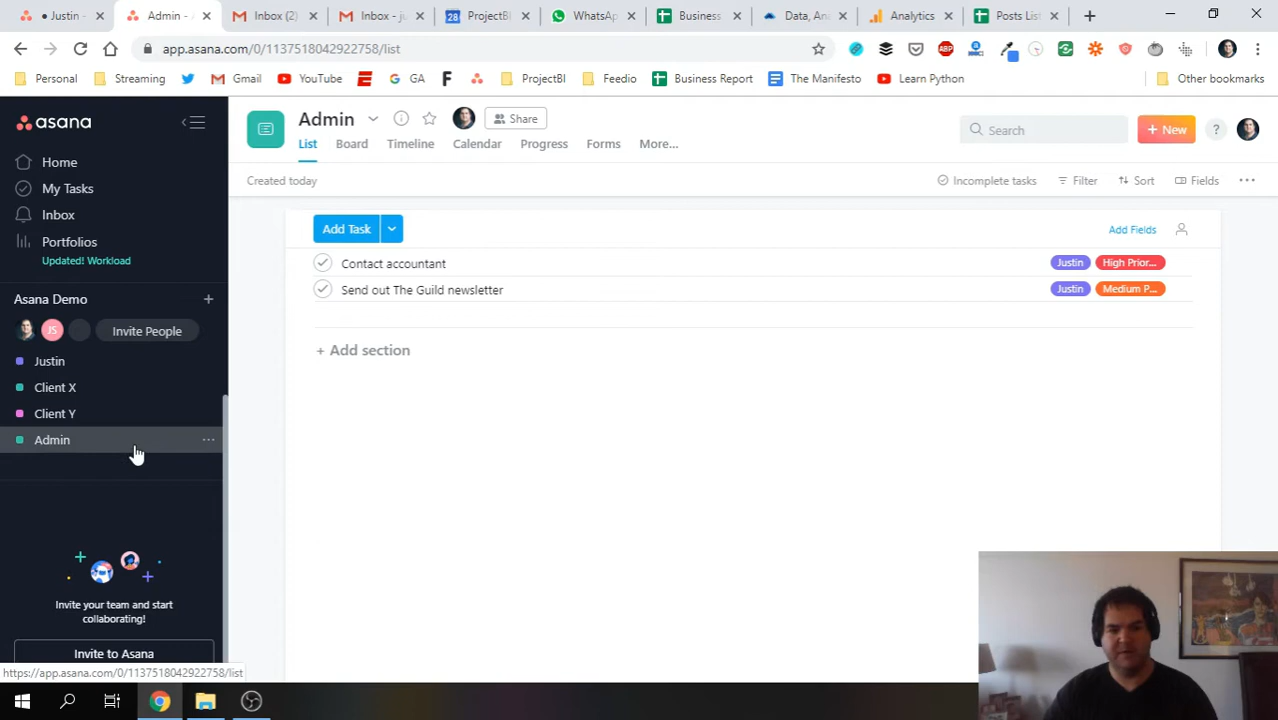 Justin -
Admin -
Inbox (2)
Inbox - ju
28
ProjectBI
WhatsAp
Business
Data, Ana
Analytics
Posts List
app.asana.com/0/1137518042922758/list
ABP
Personal
Streaming
Gmail
YouTube
GA
ProjectBI
Feedio
Business Report
The Manifesto
Learn Python
Other bookmarks
asana
Home
My Tasks
Inbox
Portfolios
Updated! Workload
Asana Demo
JS
Invite People
Justin
Client X
Client Y
Admin
Invite your team and start
collaborating!
Invite to Asana
https://app.asana.com/0/1137518042922758/list
Admin
Share
List Board Timeline Calendar Progress Forms More...
Search
+ New
?
Created today
Incomplete tasks
Filter
Sort
Fields
Add Task
Add Fields
Contact accountant
Justin
High Prior...
Send out The Guild newsletter
Justin
Medium P...
+ Add section